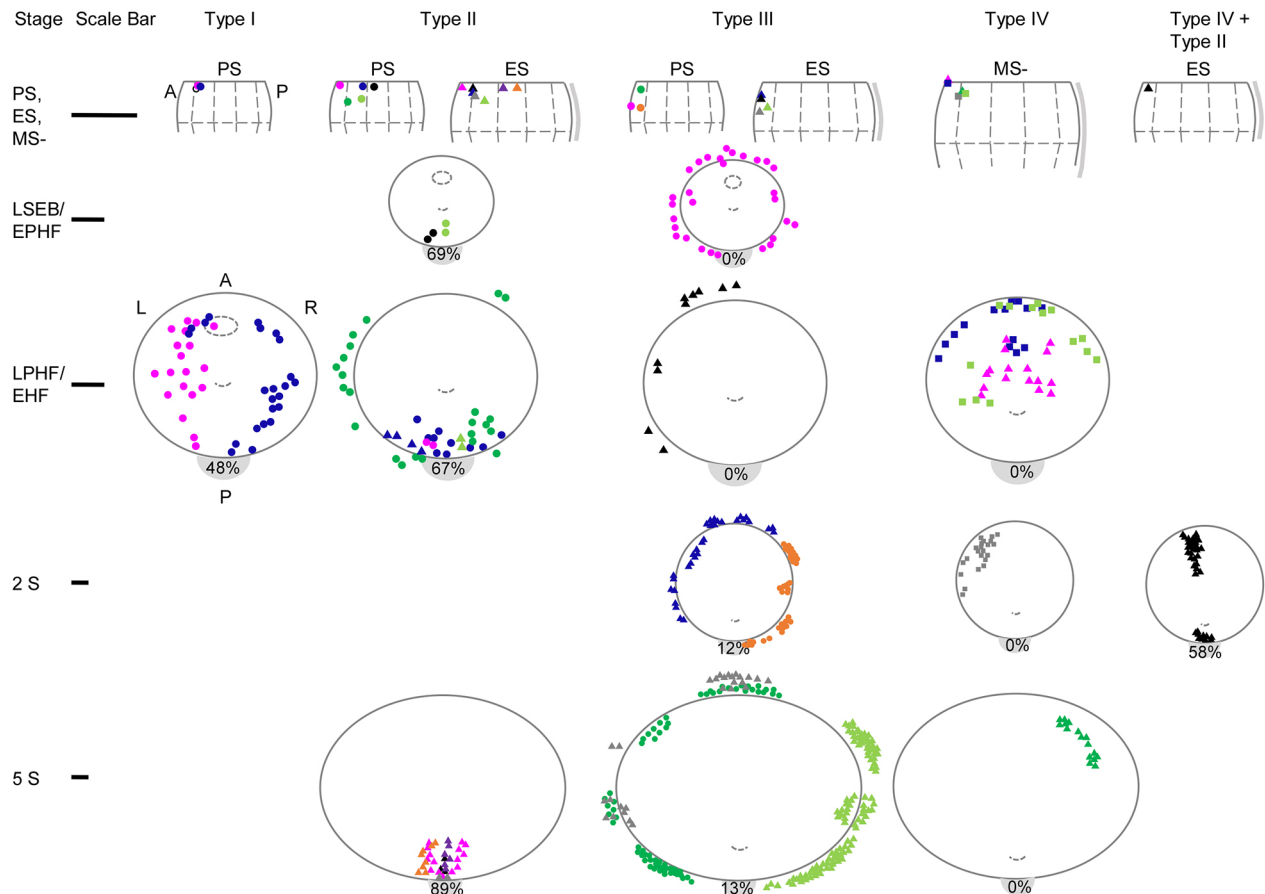 Stage Scale Bar Type I Type II Type III Type IV Type IV +
Type II
PS PS ES PS ES MS- ES
A P
PS,
ES,
MS-
LSEB/
EPHF
69% 0%
A
L R
LPHF/
EHF
48% 67% 0% 0%
P
2 S
12% 0% 58%
5 S
89% 13% 0%